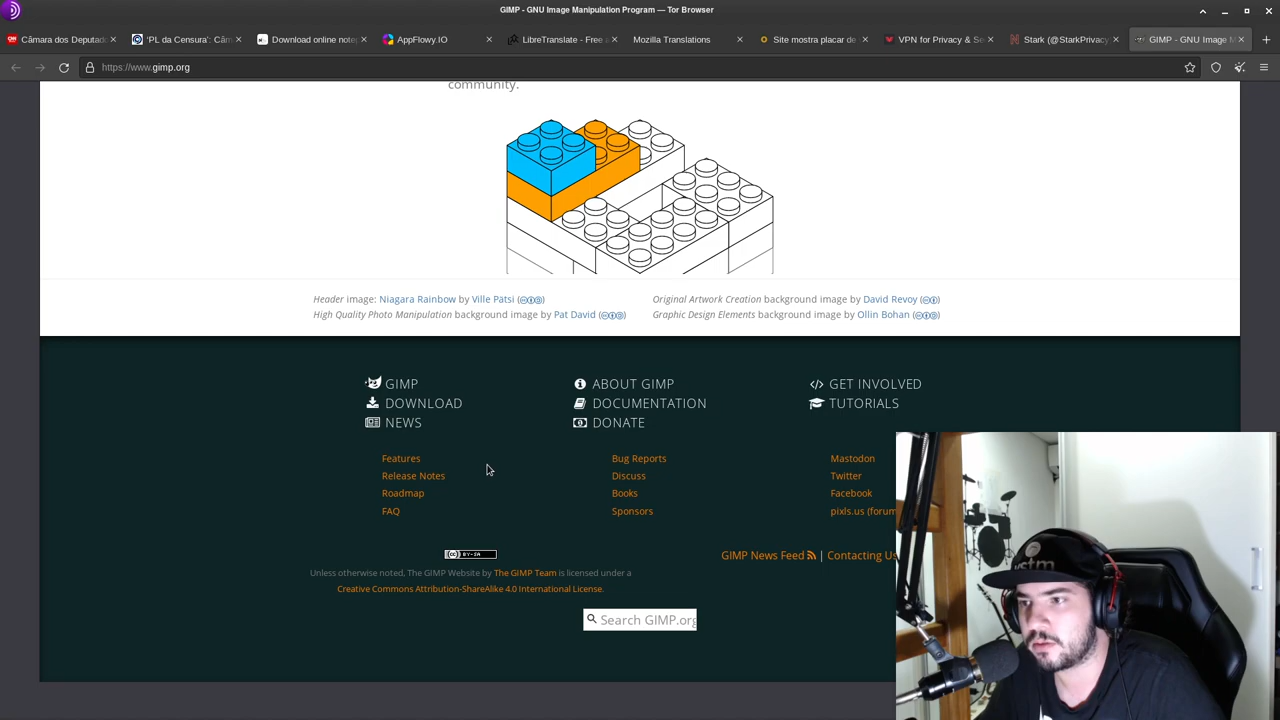 GIMP - GNU Image Manipulation Program — Tor Browser
Câmara dos Deputad
'PL da Censura': Câm
Download online note
AppFlowy.IO
LibreTranslate - Free
Mozilla Translations
Site mostra placar de
VPN for Privacy & Se
Stark (@StarkPrivacy
GIMP - GNU Image M
https://www.gimp.org
community.
Header image: Niagara Rainbow by Ville Pätsi
Original Artwork Creation background image by David Revoy
High Quality Photo Manipulation background image by Pat David
Graphic Design Elements background image by Ollin Bohan
GIMP
ABOUT GIMP
GET INVOLVED
DOWNLOAD
DOCUMENTATION
TUTORIALS
NEWS
DONATE
Features
Bug Reports
Mastodon
Release Notes
Discuss
Twitter
Roadmap
Books
Facebook
FAQ
Sponsors
pixls.us (forum
BY-SA
GIMP News Feed | Contacting Us
Unless otherwise noted, The GIMP Website by The GIMP Team is licensed under a
Creative Commons Attribution-ShareAlike 4.0 International License.
Search GIMP.org